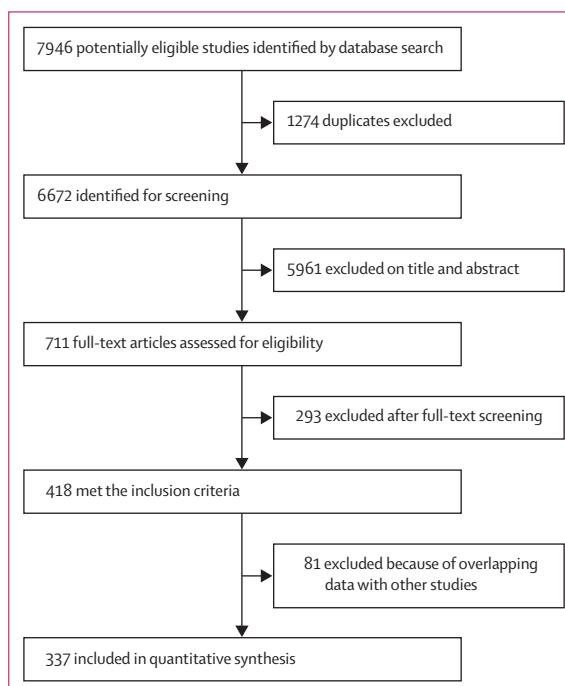 7946 potentially eligible studies identified by database search
1274 duplicates excluded
6672 identified for screening
5961 excluded on title and abstract
711 full-text articles assessed for eligibility
293 excluded after full-text screening
418 met the inclusion criteria
81 excluded because of overlapping
data with other studies
337 included in quantitative synthesis